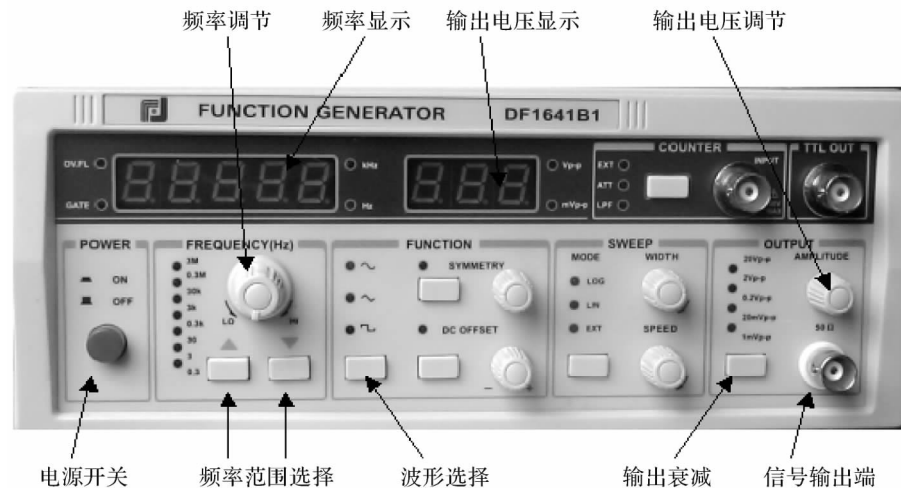 频率调节 频率显示 输出电压显示 输出电压调节
FUNCTION GENERATOR DF1641B1
COUNTER TTL OUT
OV.FL kHz Vp-p EXT INPUT
ATT
GATE Hz mVp-p LPF
POWER FREQUENCY(Hz) FUNCTION SWEEP OUTPUT
3M SYMMETRY MODE WIDTH 20Vp-p AMPLITUDE
ON 0.3M LOG 2Vp-p
OFF 30k LIN 0.2Vp-p
3k DC OFFSET EXT SPEED 20mVp-p 50Ω
0.3k LO HI 1mVp-p
30
3
0.3 - +
电源开关 频率范围选择 波形选择 输出衰减 信号输出端